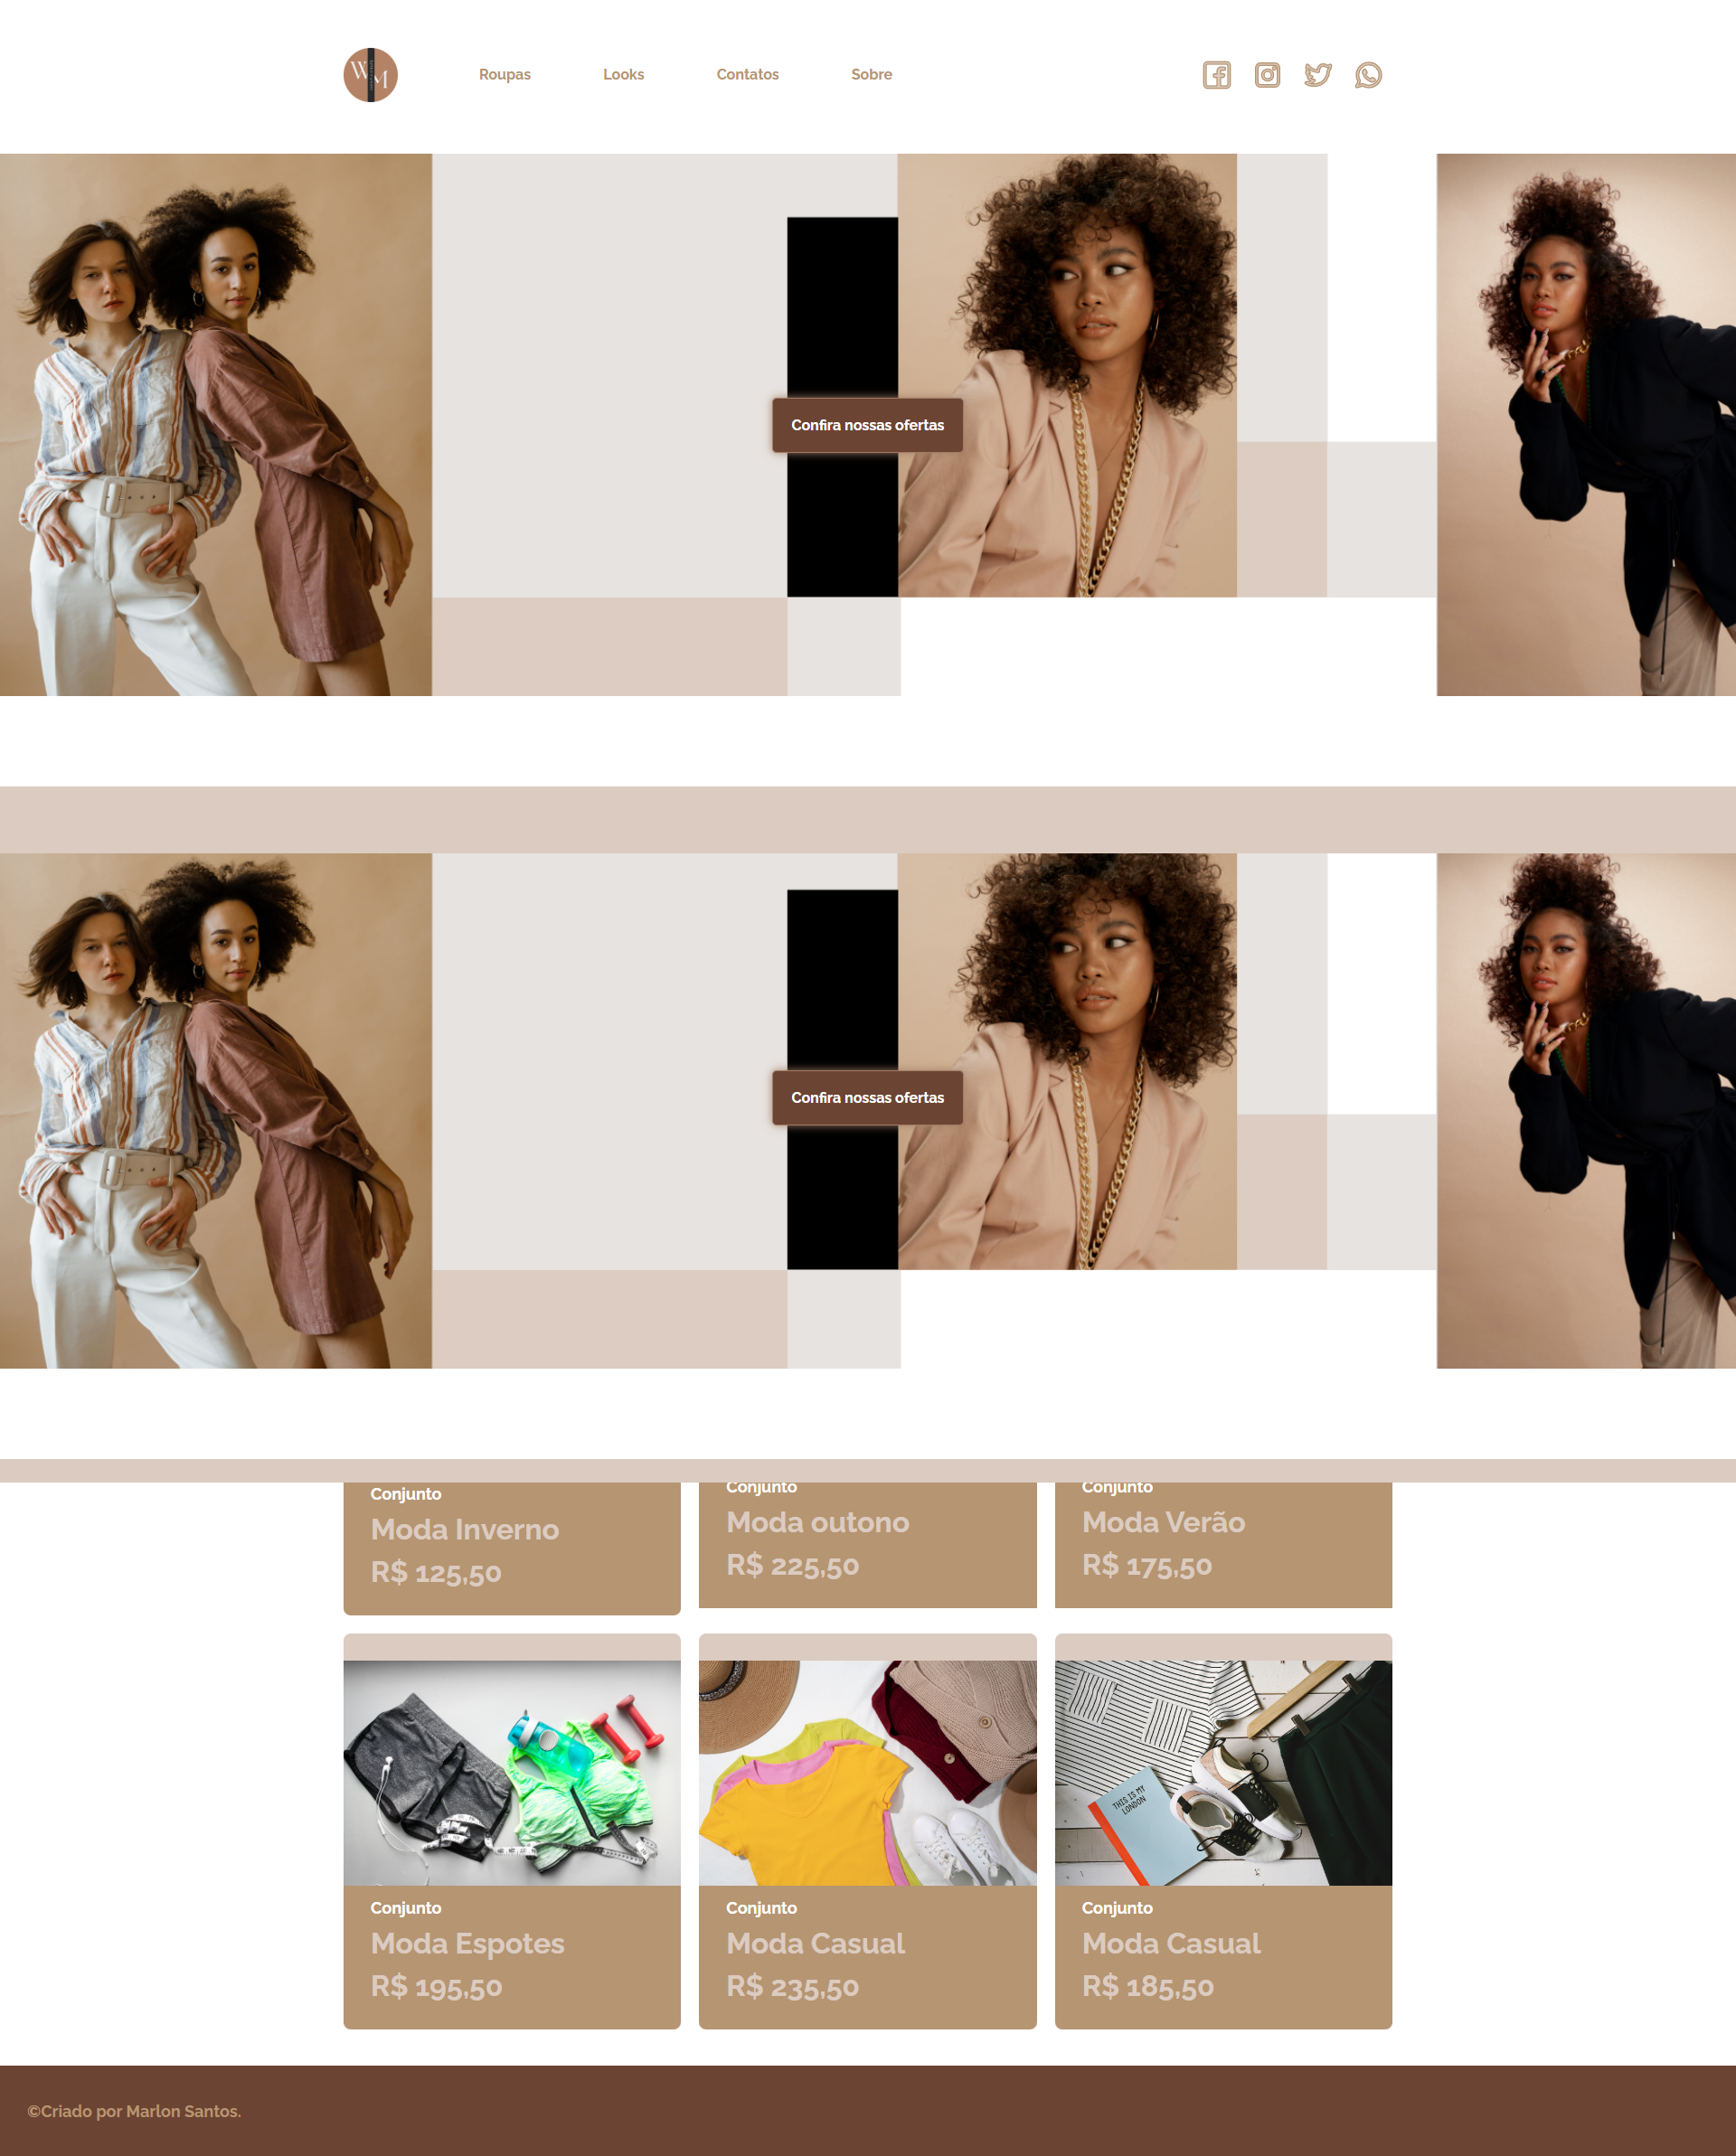 WM
Roupas
Looks
Contatos
Sobre
Confira nossas ofertas
Confira nossas ofertas
Conjunto
Moda Inverno
R$ 125,50
Conjunto
Moda outono
R$ 225,50
Conjunto
Moda Verão
R$ 175,50
THIS IS MY
LONDON
Conjunto
Moda Espotes
R$ 195,50
Conjunto
Moda Casual
R$ 235,50
Conjunto
Moda Casual
R$ 185,50
©Criado por Marlon Santos.